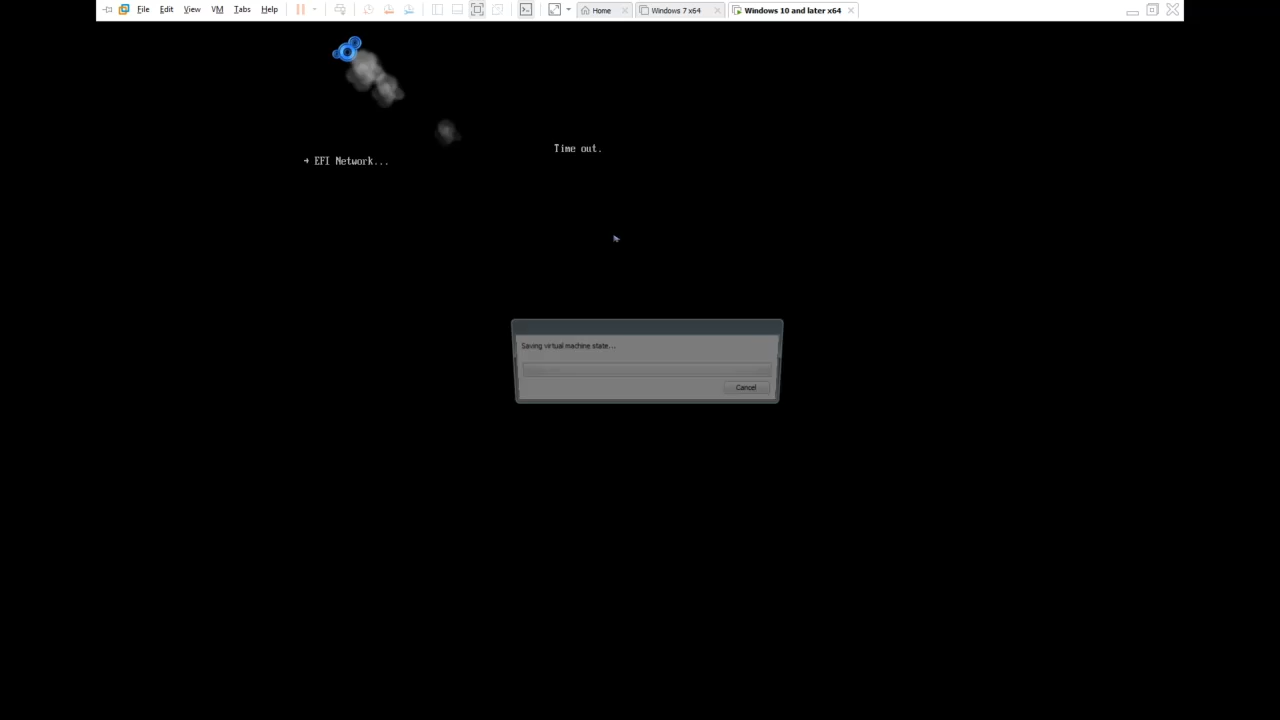 File Edit View VM Tabs Help Home Windows 7 x64 Windows 10 and later x64
Time out.
→ EFI Network...
Saving virtual machine state...
Cancel